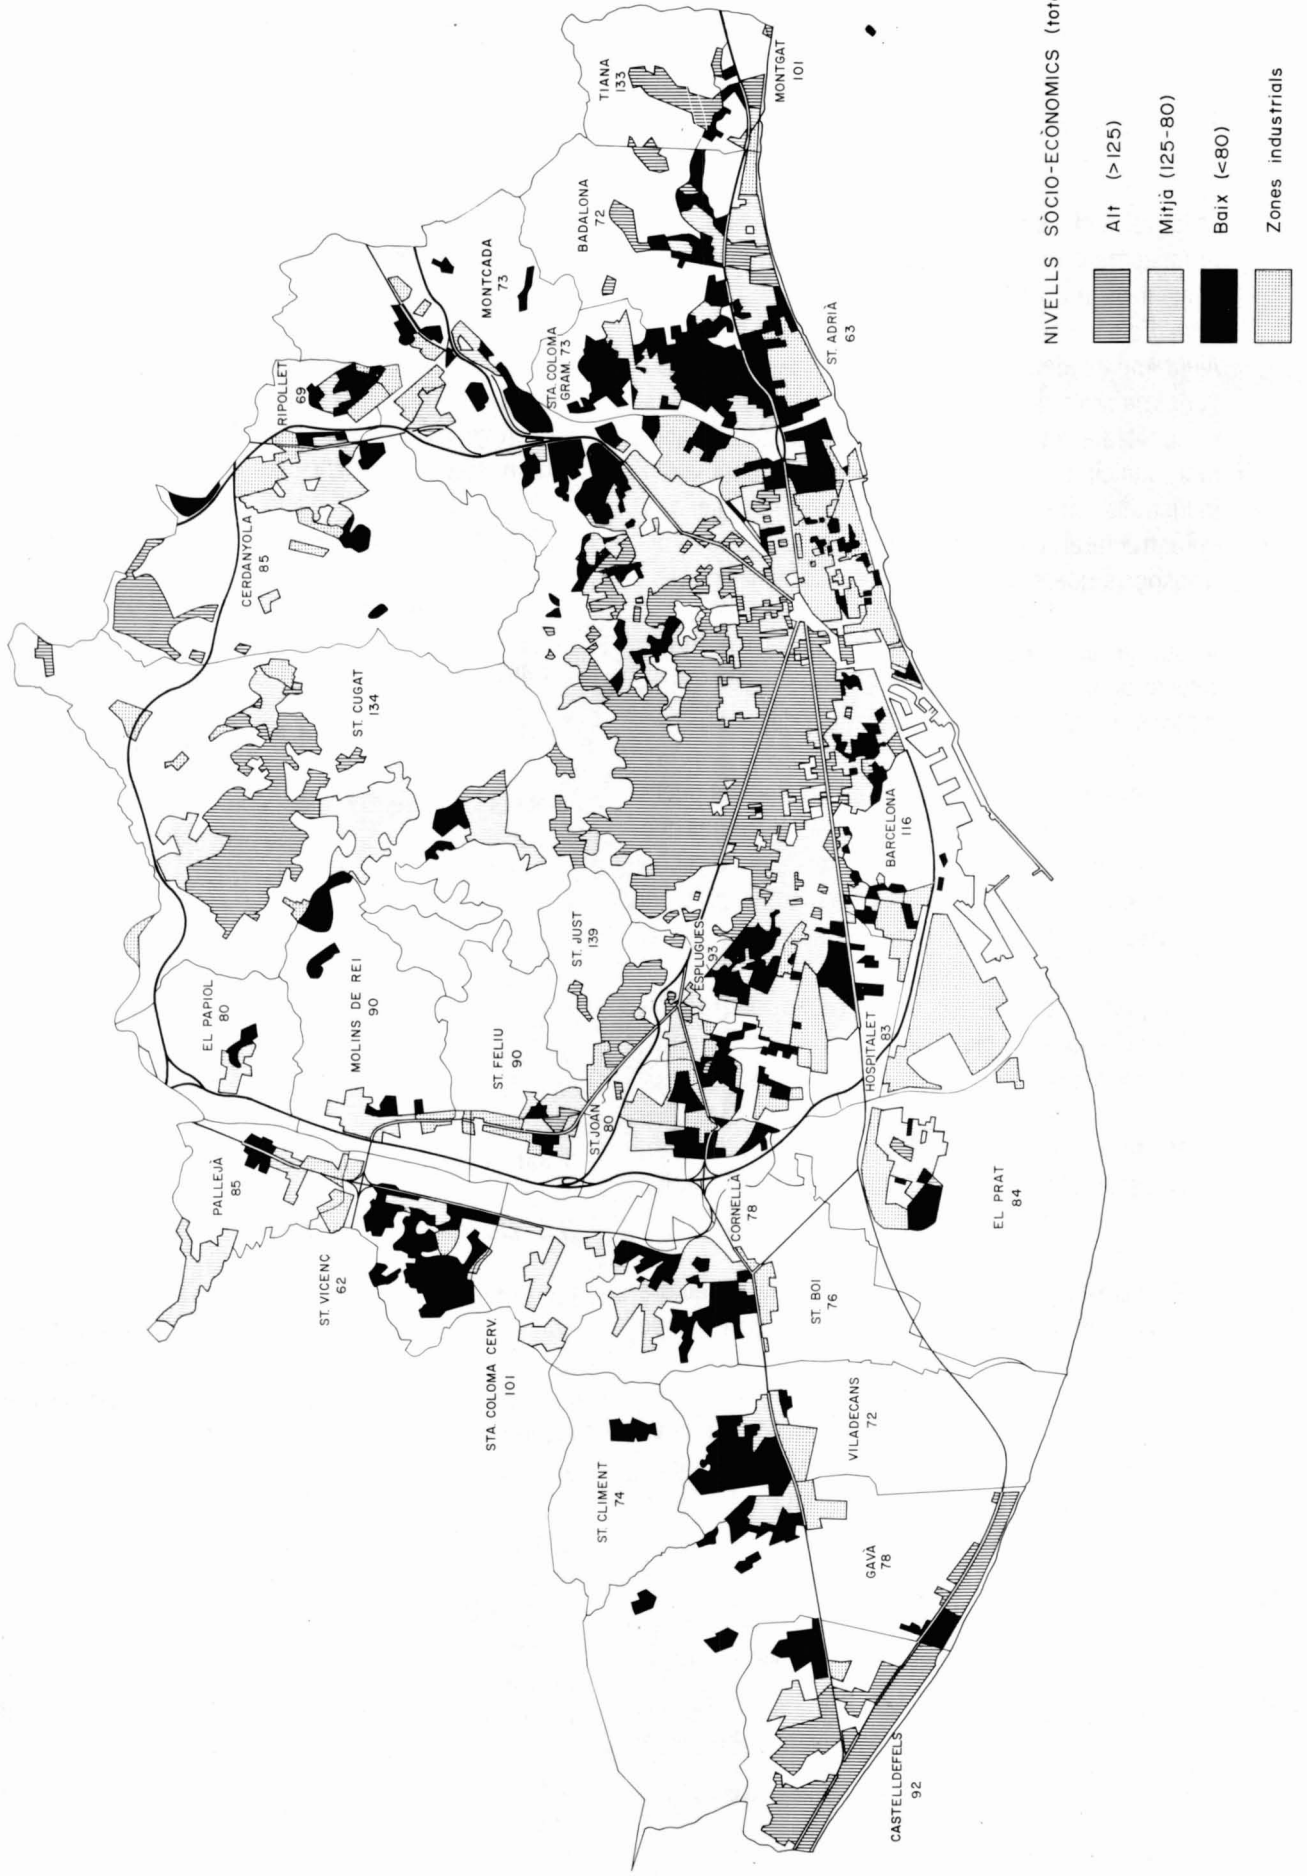 TIANA
133
MONTGAT
101
BADALONA
72
MONTCADA
73
STA. COLOMA
GRAM. 73
ST. ADRIÀ
63
RIPOLLET
69
CERDANYOLA
85
ST. CUGAT
134
BARCELONA
116
EL PAPIOL
80
MOLINS DE REI
90
ST. FELIU
90
ST. JUST
139
ESPLUGUES
93
HOSPITALET
83
ST. JOAN
80
PALLEJÀ
85
CORNELLÀ
78
EL PRAT
84
ST. VICENC
62
STA. COLOMA CERV.
101
ST. BOI
76
ST. CLIMENT
74
VILADECANS
72
GAVÀ
78
CASTELLDEFELS
92
NIVELLS SÒCIO-ECÒNOMICS
Alt (>125)
Mitjà (125-80)
Baix (<80)
Zones industrials